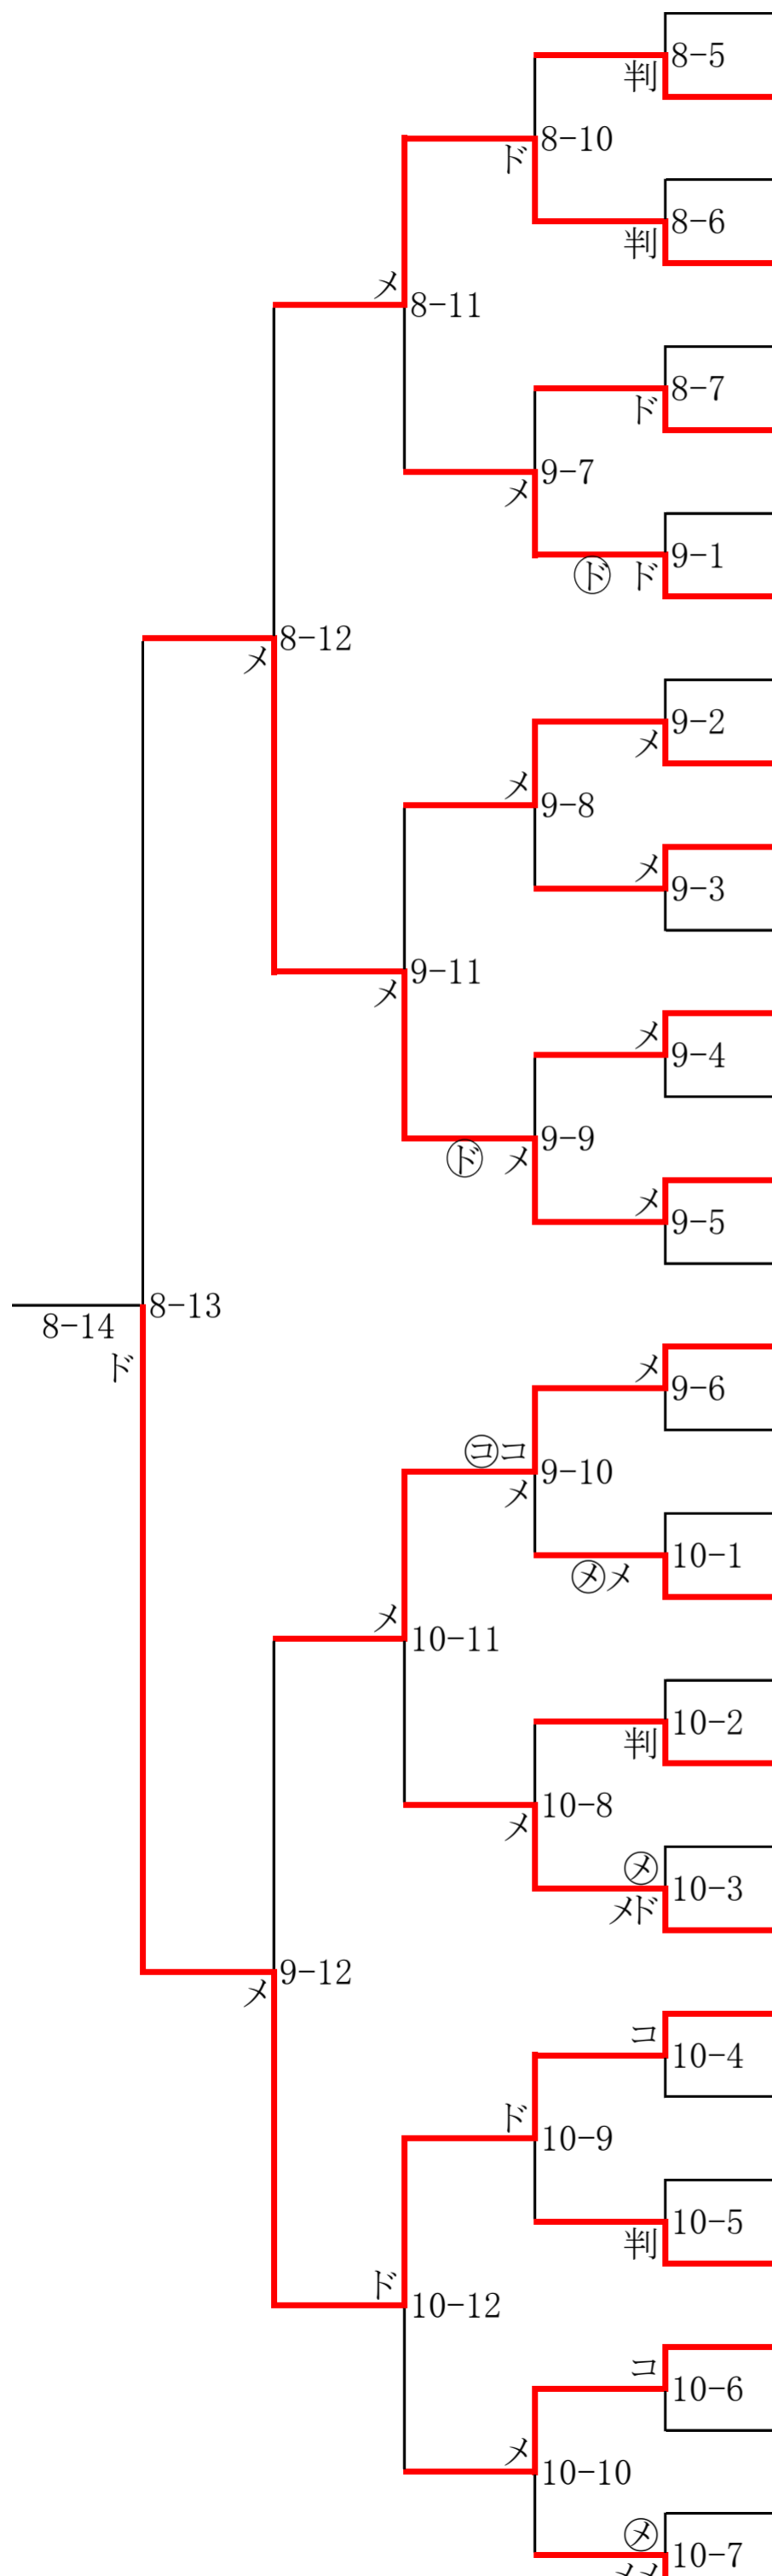 8-5
判
8-10
ド
8-6
判
メ
8-11
8-7
ド
9-7
メ
9-1
ド ド
8-12
メ
9-2
メ
メ
9-8
メ
9-3
9-11
メ
メ
9-4
9-9
ド メ
メ
9-5
8-13
8-14
ド
メ
9-6
ココ
9-10
メ
10-1
メメ
メ
10-11
10-2
判
10-8
メ
メ
10-3
メド
9-12
メ
コ
10-4
ド
10-9
10-5
判
ド
10-12
コ
10-6
メ
10-10
メ
10-7
メメ